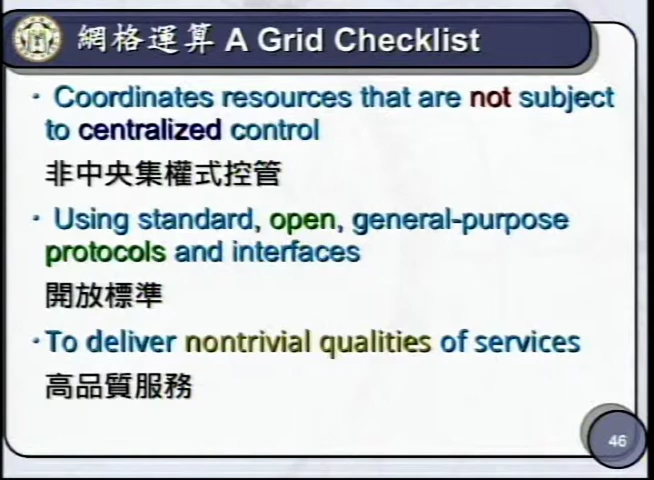 網格運算 A Grid Checklist
· Coordinates resources that are not subject
to centralized control
非中央集權式控管
· Using standard, open, general-purpose
protocols and interfaces
開放標準
· To deliver nontrivial qualities of services
高品質服務
46